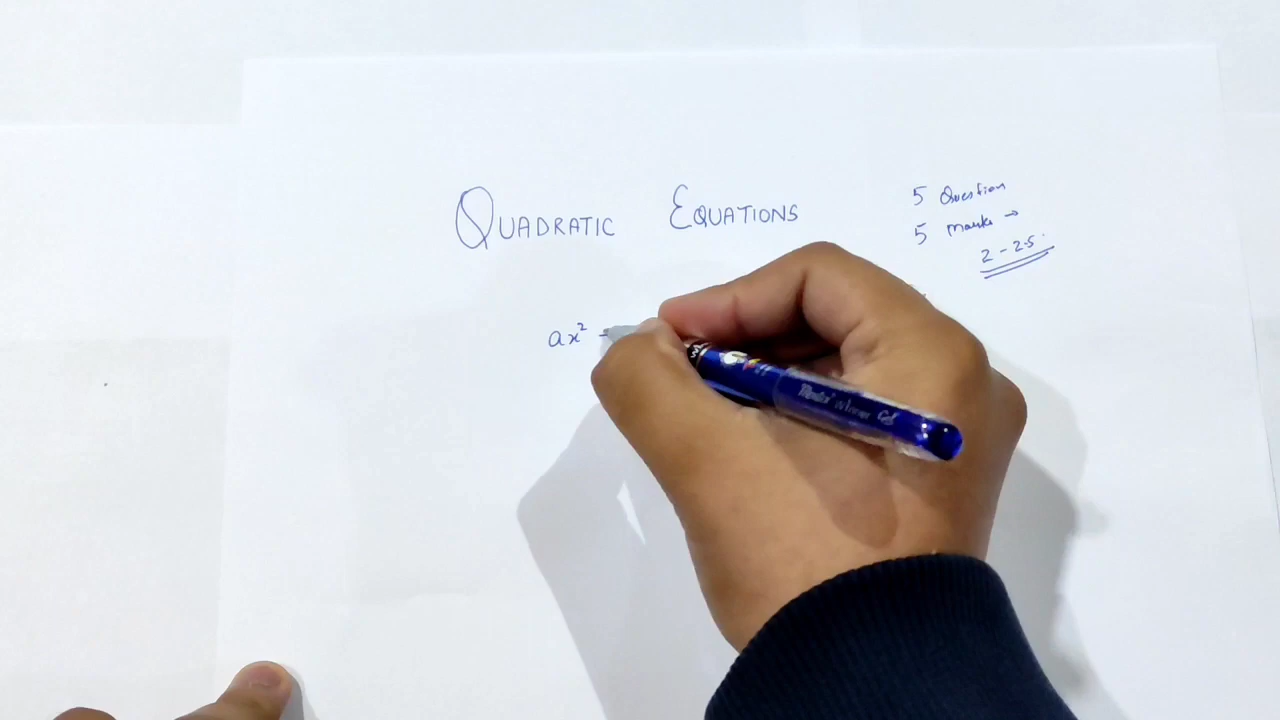 QUADRATIC EQUATIONS
5 Question
5 marks →
2 - 2.5.
ax² -